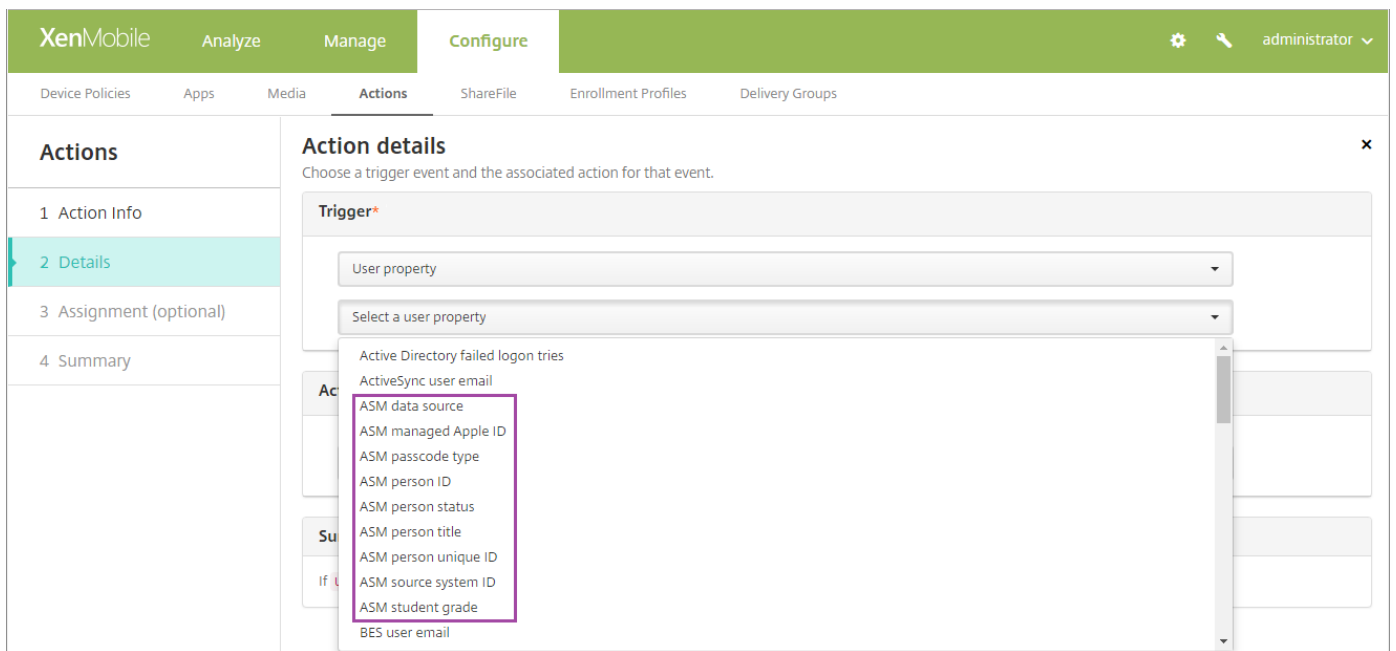 XenMobile Analyze Manage Configure administrator
Device Policies Apps Media Actions ShareFile Enrollment Profiles Delivery Groups
Actions
1 Action Info
2 Details
3 Assignment (optional)
4 Summary
Action details
Choose a trigger event and the associated action for that event.
Trigger*
User property
Select a user property
Active Directory failed logon tries
ActiveSync user email
ASM data source
ASM managed Apple ID
ASM passcode type
ASM person ID
ASM person status
ASM person title
ASM person unique ID
ASM source system ID
ASM student grade
BES user email
If